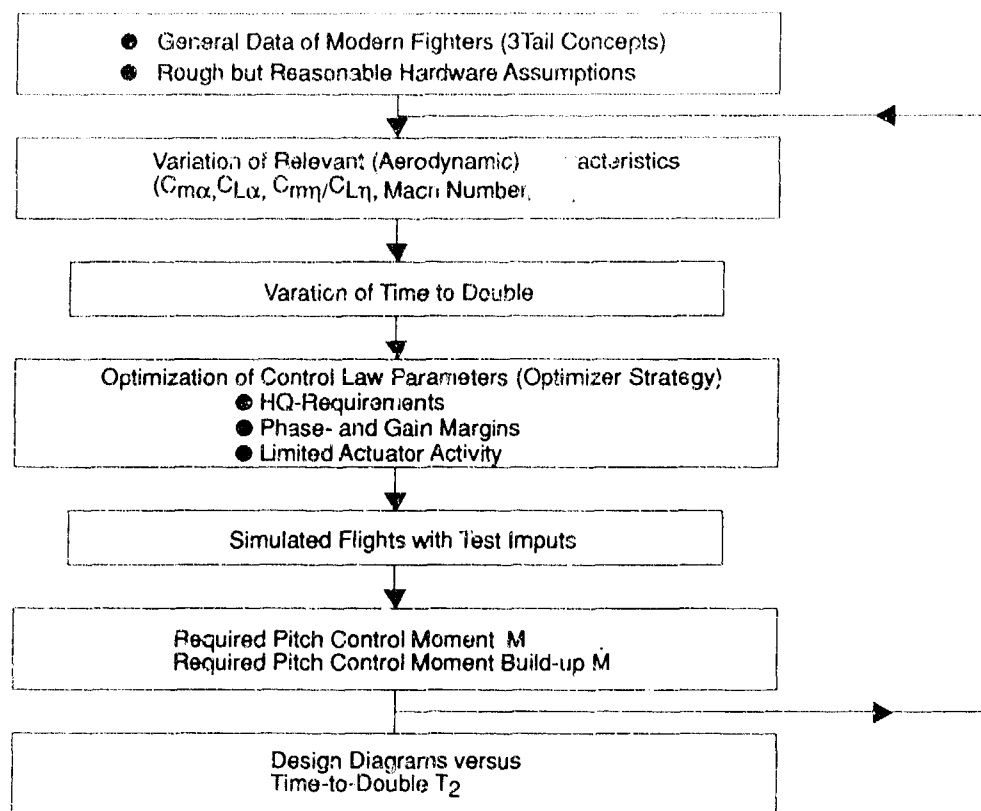 ● General Data of Modern Fighters (3Tail Concepts)
● Rough but Reasonable Hardware Assumptions
Variation of Relevant (Aerodynamic) acteristics
(Cmα, CLα, Cmη/CLη, Mach Number, )
Varation of Time to Double
Optimization of Control Law Parameters (Optimizer Strategy)
● HQ-Requirements
● Phase- and Gain Margins
● Limited Actuator Activity
Simulated Flights with Test Imputs
Required Pitch Control Moment M
Required Pitch Control Moment Build-up Ṁ
Design Diagrams versus
Time-to-Double T2